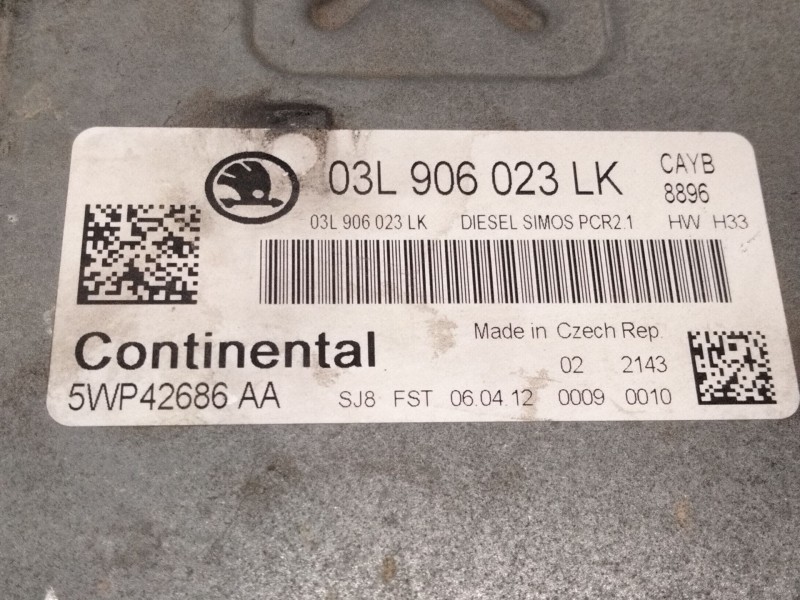 03L 906 023 LK CAYB
8896
03L 906 023 LK DIESEL SIMOS PCR2.1 HW H33
Continental
Made in Czech Rep.
02 2143
5WP42686 AA
SJ8 FST 06.04.12 0009 0010